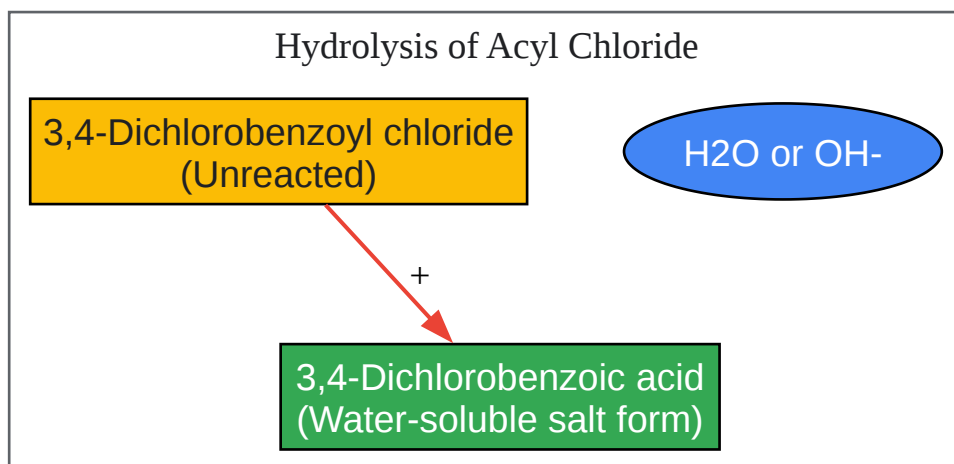 Hydrolysis of Acyl Chloride
3,4-Dichlorobenzoyl chloride
(Unreacted)
H2O or OH-
+
3,4-Dichlorobenzoic acid
(Water-soluble salt form)